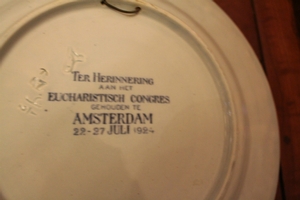 TER HERINNERING
AAN HET
EUCHARISTISCH CONGRES
GEHOUDEN TE
AMSTERDAM
22-27 JULI 1924